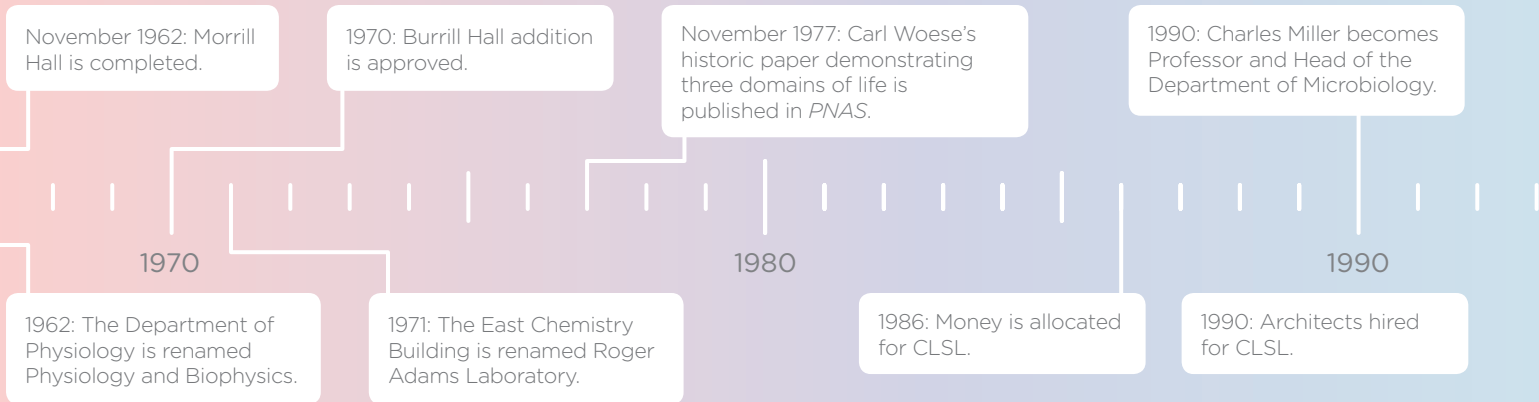 November 1962: Morrill
Hall is completed.
1970: Burrill Hall addition
is approved.
November 1977: Carl Woese’s
historic paper demonstrating
three domains of life is
published in PNAS.
1990: Charles Miller becomes
Professor and Head of the
Department of Microbiology.
1970
1980
1990
1962: The Department of
Physiology is renamed
Physiology and Biophysics.
1971: The East Chemistry
Building is renamed Roger
Adams Laboratory.
1986: Money is allocated
for CLSL.
1990: Architects hired
for CLSL.